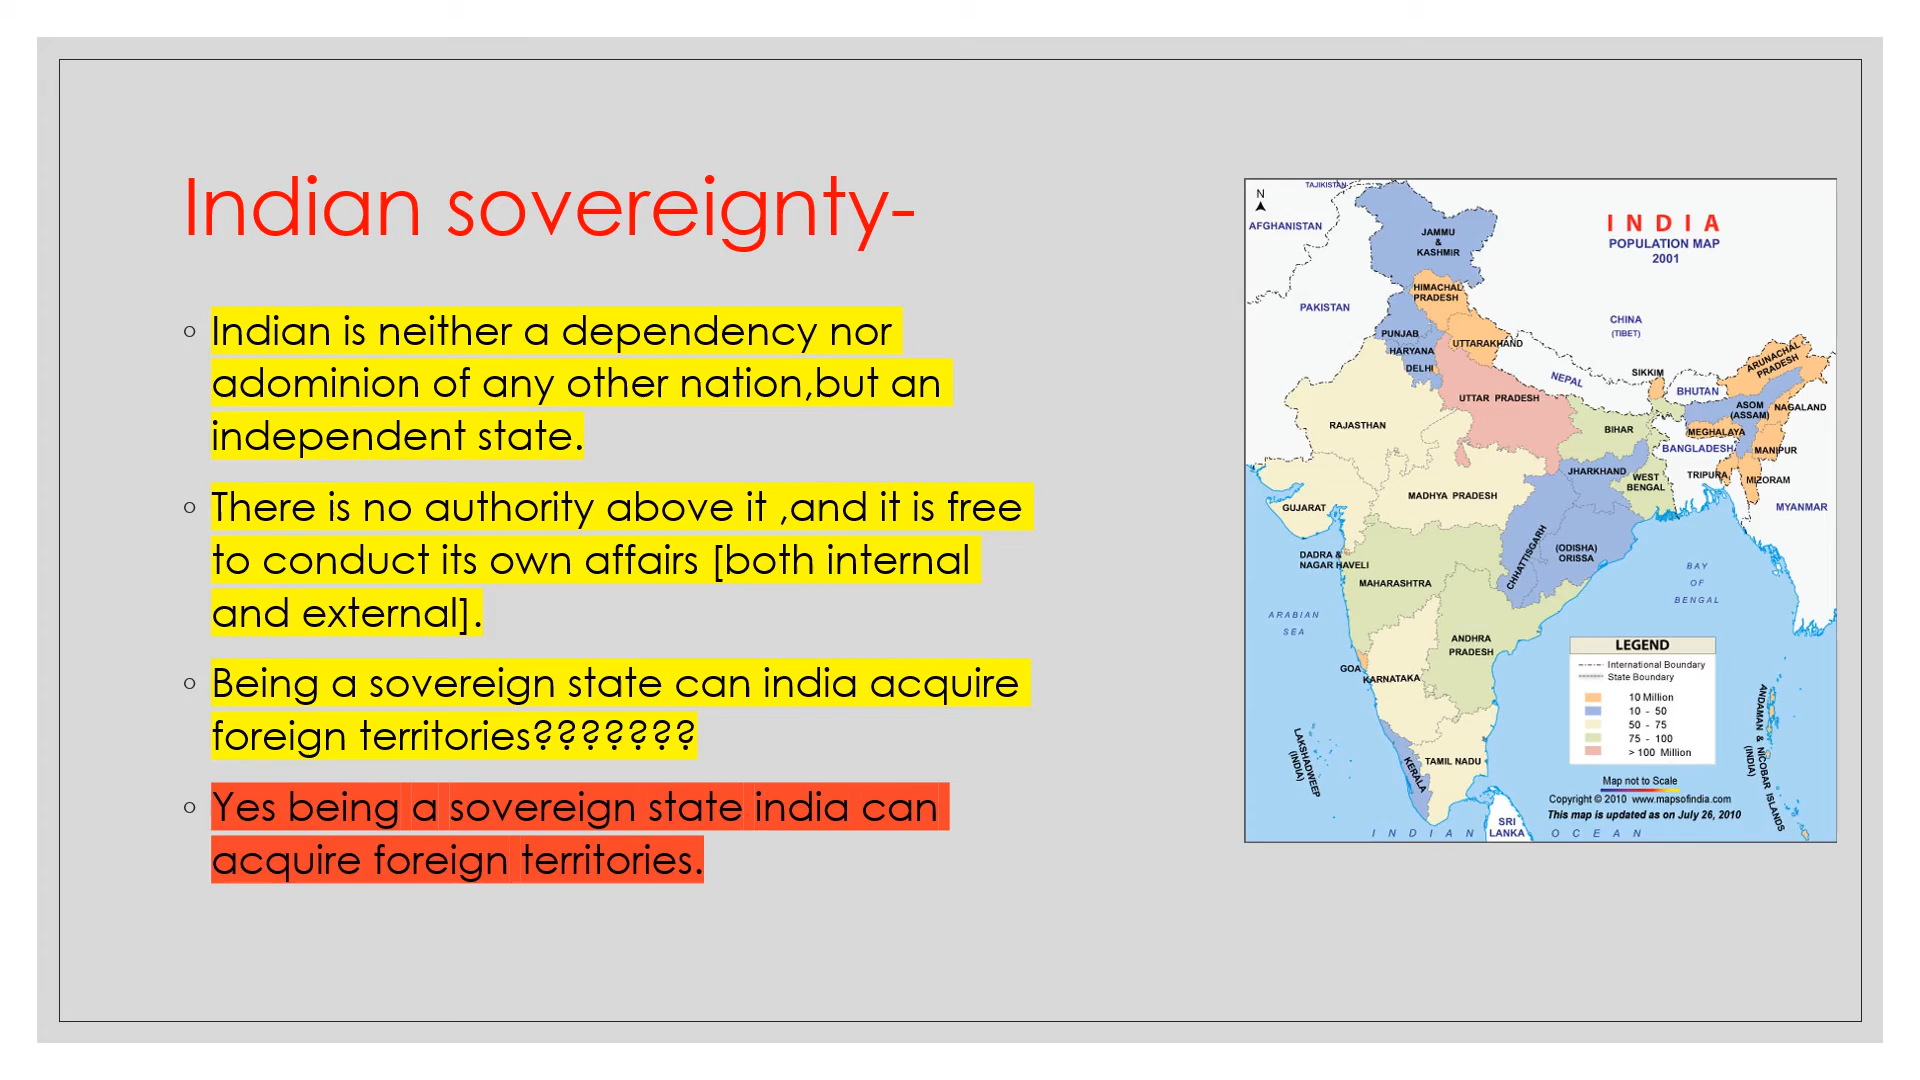 Indian sovereignty-
Indian is neither a dependency nor
adominion of any other nation,but an
independent state.
There is no authority above it ,and it is free
to conduct its own affairs [both internal
and external].
Being a sovereign state can india acquire
foreign territories???????
Yes being a sovereign state india can
acquire foreign territories.
N
TAJIKISTAN
AFGHANISTAN
INDIA
POPULATION MAP
2001
JAMMU
&
KASHMIR
HIMACHAL
PRADESH
PAKISTAN
CHINA
(TIBET)
PUNJAB
UTTARAKHAND
HARYANA
DELHI
ARUNACHAL
PRADESH
SIKKIM
NEPAL
BHUTAN
UTTAR PRADESH
ASOM
(ASSAM)
NAGALAND
RAJASTHAN
BIHAR
MEGHALAYA
BANGLADESH
MANIPUR
JHARKHAND
WEST
BENGAL
TRIPURA
MIZORAM
MADHYA PRADESH
GUJARAT
MYANMAR
CHHATTISGARH
(ODISHA)
ORISSA
DADRA &
NAGAR HAVELI
MAHARASHTRA
BAY
OF
BENGAL
ARABIAN
SEA
ANDHRA
PRADESH
GOA
KARNATAKA
LEGEND
International Boundary
State Boundary
10 Million
10 - 50
50 - 75
75 - 100
> 100 Million
ANDAMAN & NICOBAR ISLANDS
(INDIA)
LAKSHADWEEP
(INDIA)
KERALA
TAMIL NADU
Map not to Scale
Copyright © 2010 www.mapsofindia.com
This map is updated as on July 26, 2010
SRI
LANKA
INDIAN OCEAN